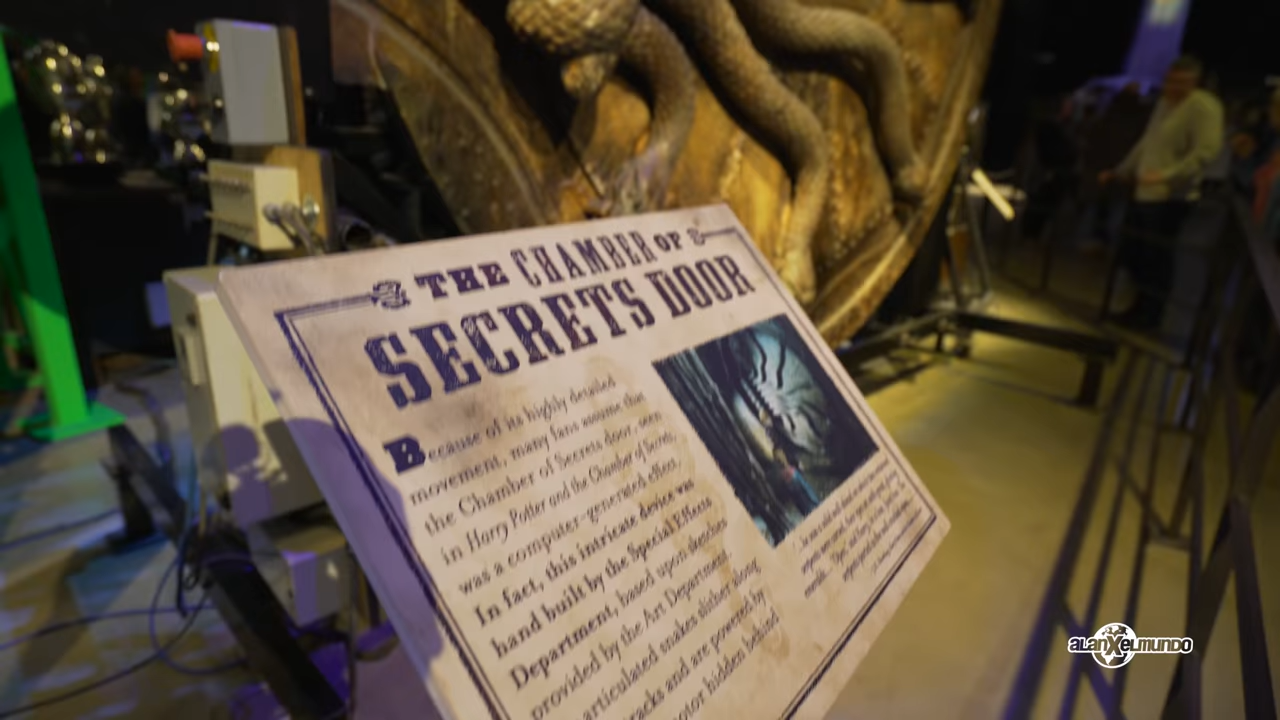 THE CHAMBER OF
SECRETS DOOR
Because of its highly detailed
movement, many fans assume that
the Chamber of Secrets door, seen
in Harry Potter and the Chamber of Secrets,
was a computer-generated effect.
In fact, this intricate device was
hand built by the Special Effects
Department, based upon sketches
provided by the Art Department.
articulated snakes slither along
tracks and are powered by
motor hidden behind
alanXelmundo